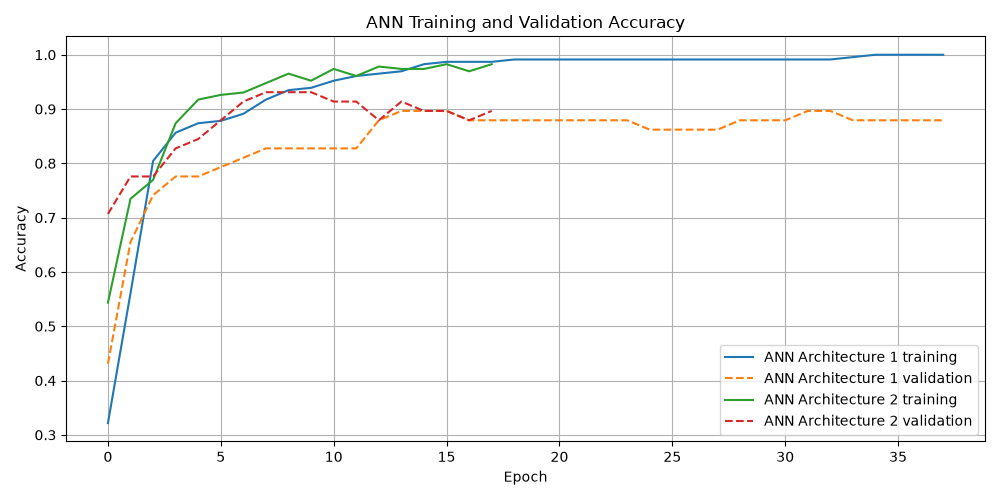 ANN Training and Validation Accuracy
1.0
0.9
0.8
0.7
0.6
0.5
0.4
0.3
Accuracy
ANN Architecture 1 training
ANN Architecture 1 validation
ANN Architecture 2 training
ANN Architecture 2 validation
0 5 10 15 20 25 30 35
Epoch